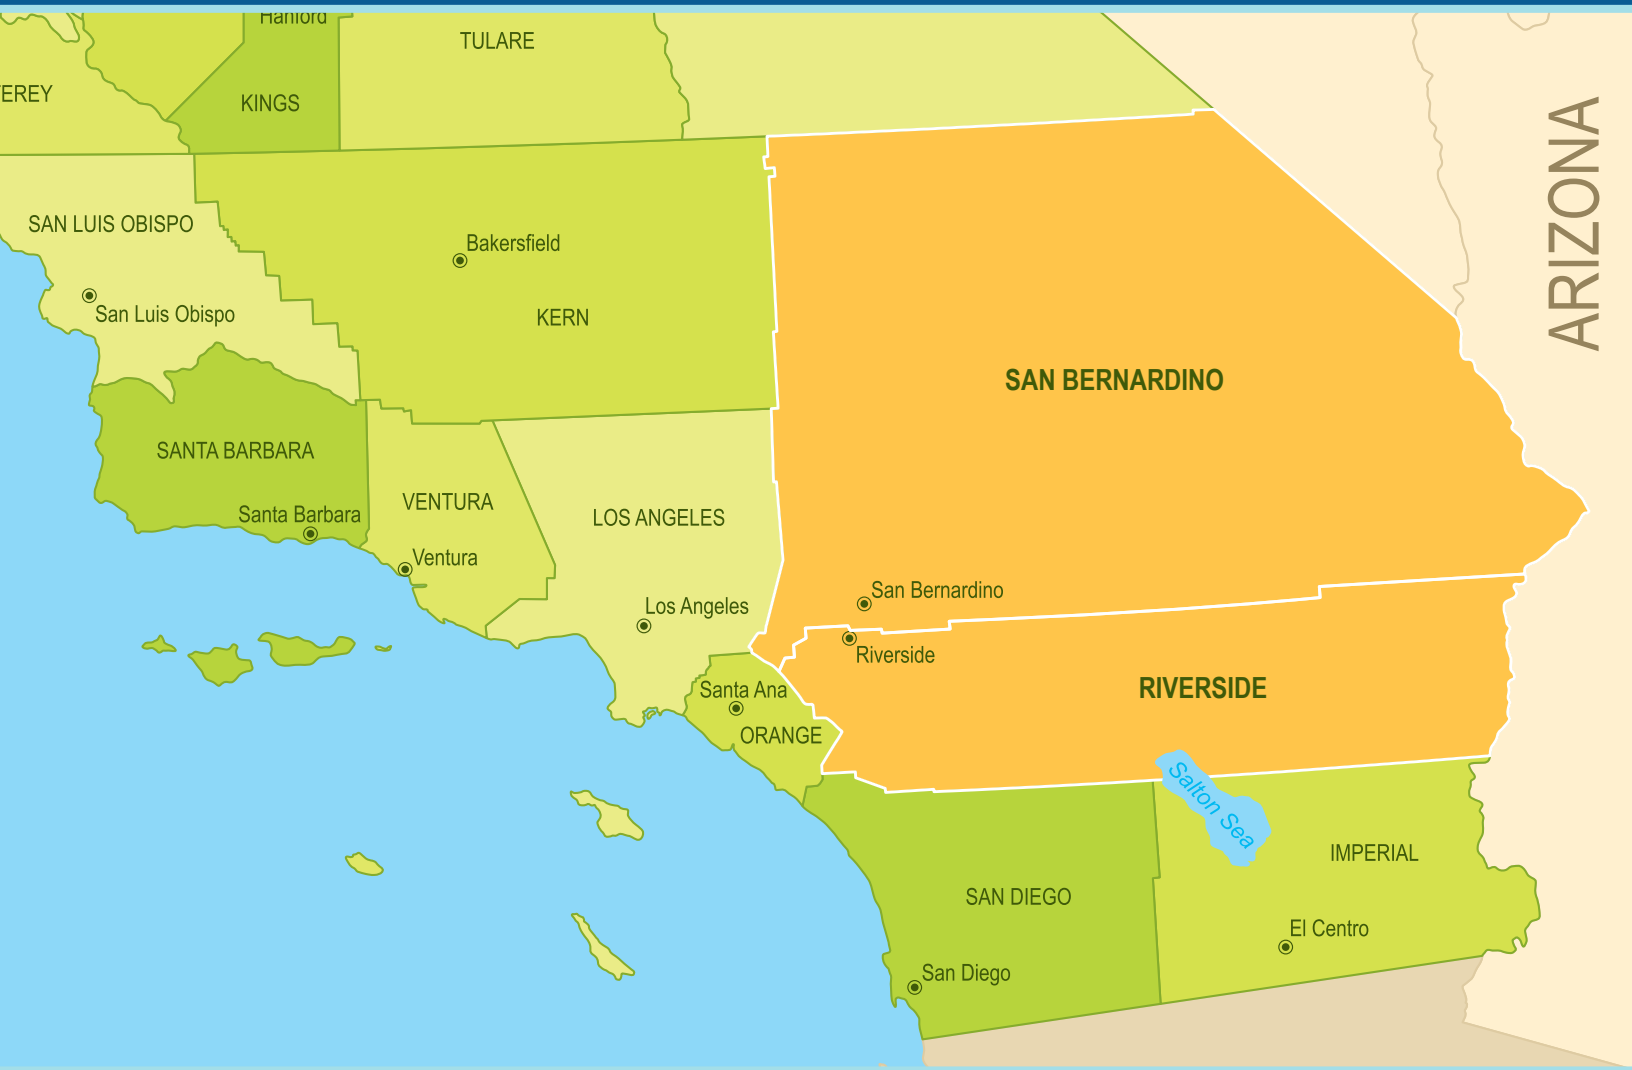 Hanford
TULARE
EREY
KINGS
ARIZONA
SAN LUIS OBISPO
Bakersfield
San Luis Obispo
KERN
SAN BERNARDINO
SANTA BARBARA
VENTURA
Santa Barbara
LOS ANGELES
Ventura
San Bernardino
Los Angeles
Riverside
Santa Ana
RIVERSIDE
ORANGE
Salton Sea
IMPERIAL
SAN DIEGO
El Centro
San Diego